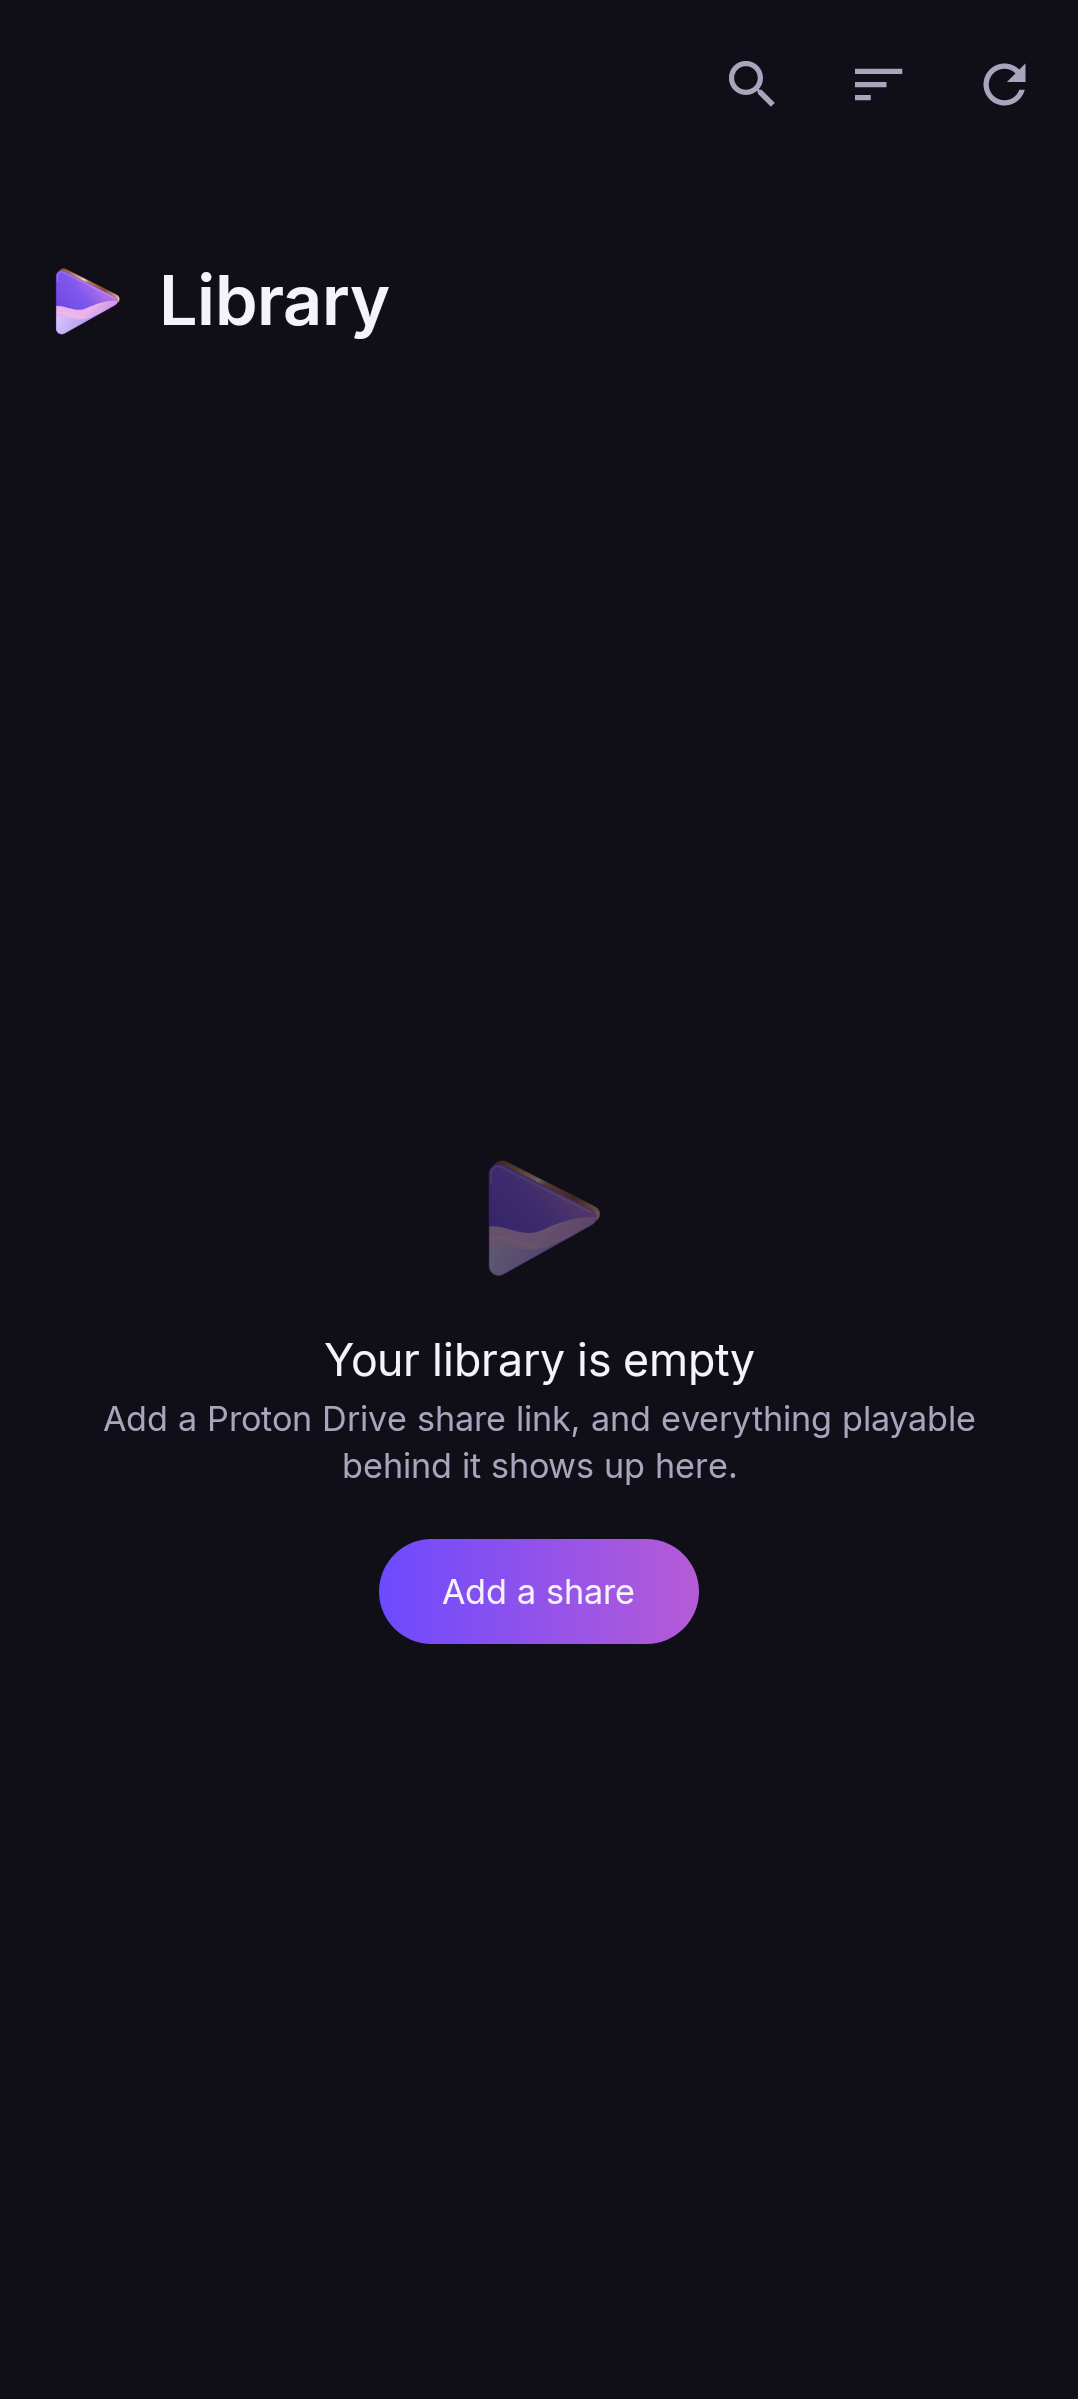 Library
Your library is empty
Add a Proton Drive share link, and everything playable
behind it shows up here.
Add a share